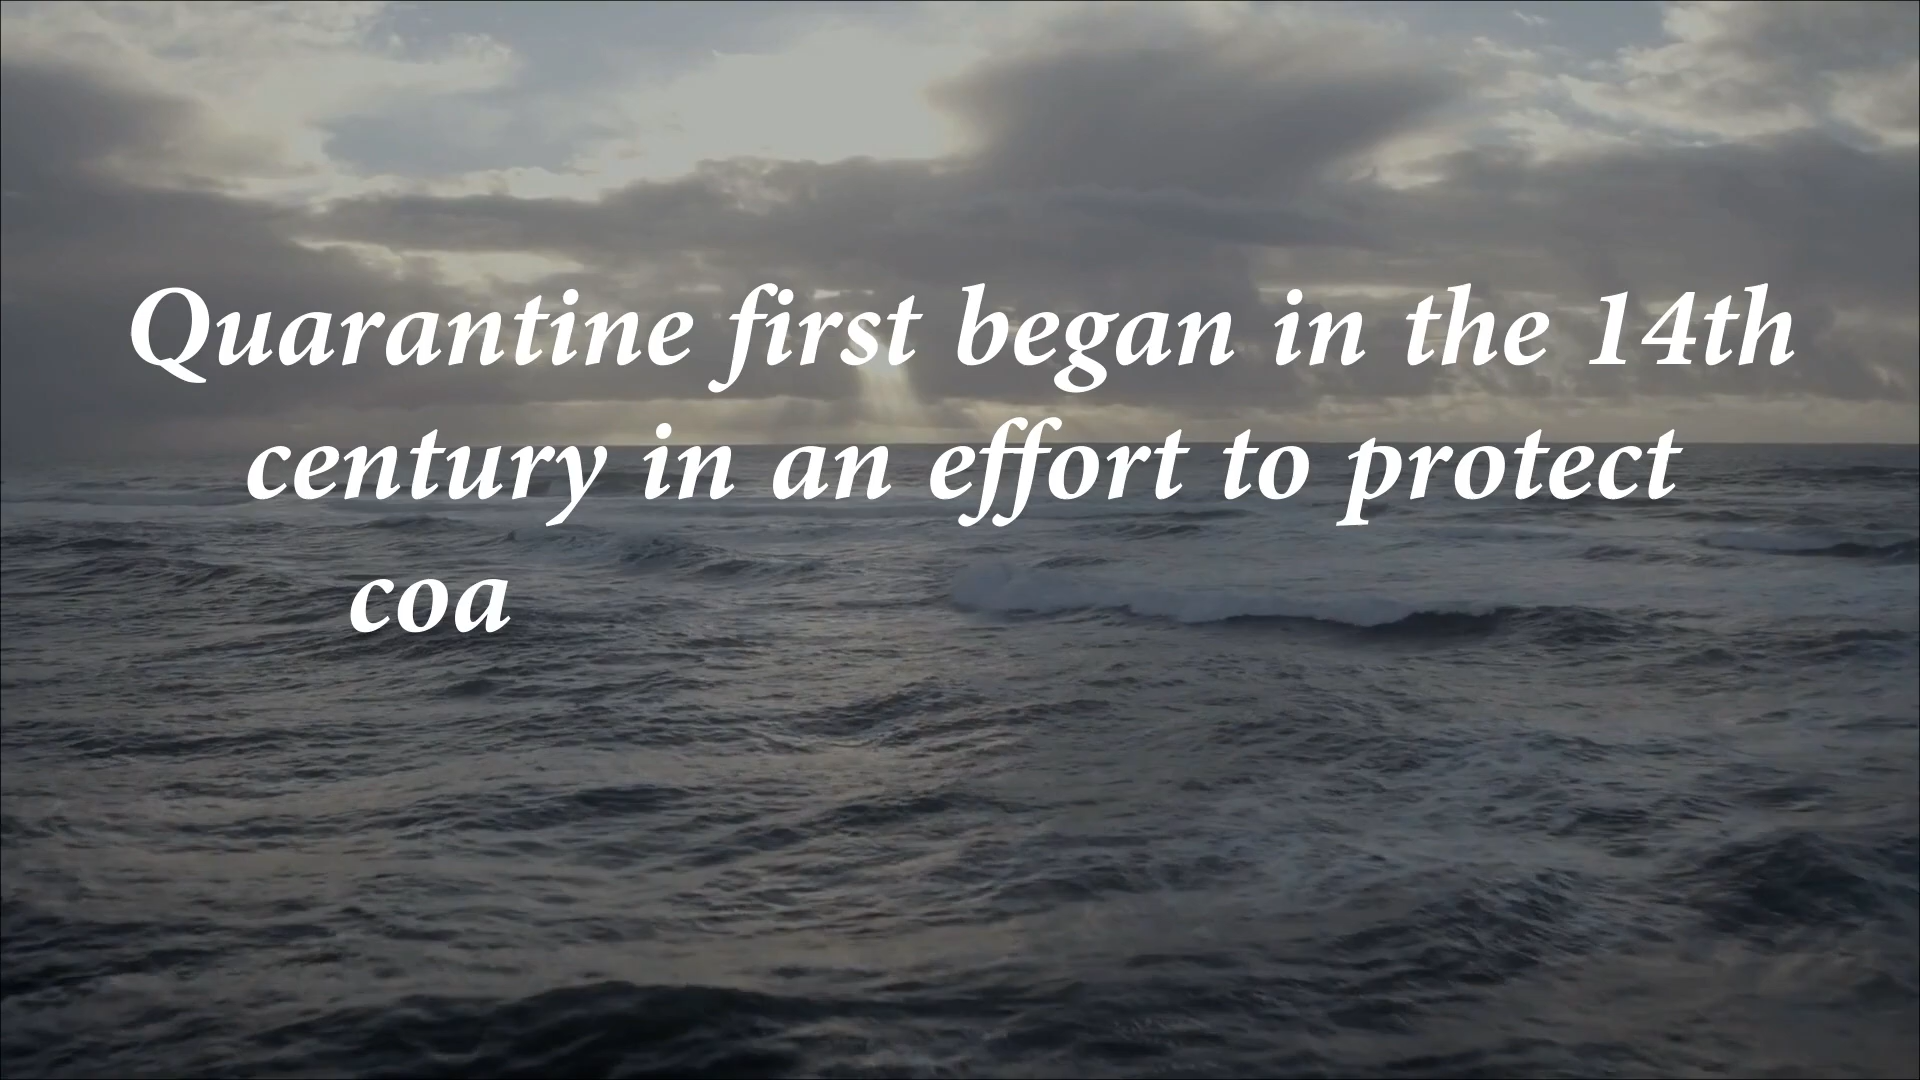 Quarantine first began in the 14th
century in an effort to protect
coa